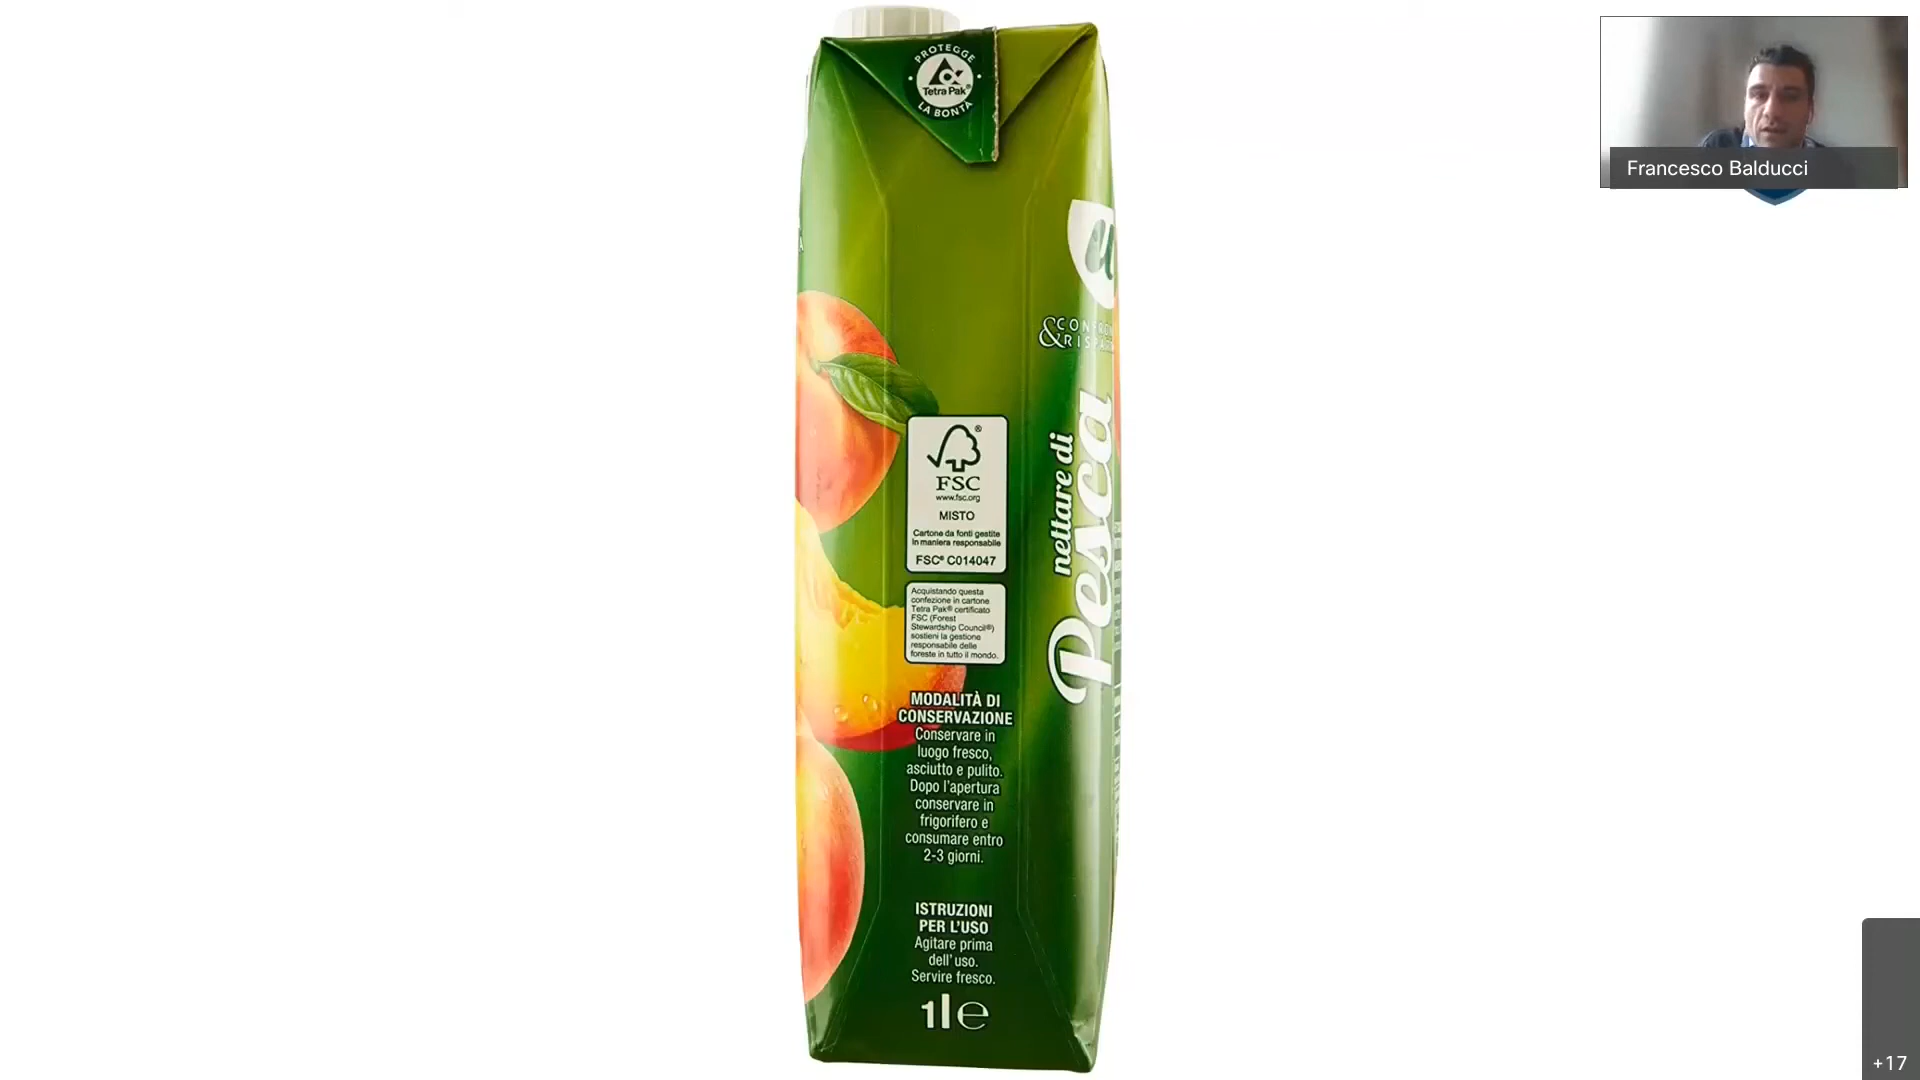 PROTEGGE
Tetra Pak®
LA BONTÀ
&
nettare di
Pesca
FSC®
www.fsc.org
MISTO
Cartone da fonti gestite
in maniera responsabile
FSC® C014047
Acquistando questa
confezione in cartone
Tetra Pak® certificato
FSC (Forest
Stewardship Council®)
sostieni la gestione
responsabile delle
foreste in tutto il mondo.
MODALITÀ DI
CONSERVAZIONE
Conservare in
luogo fresco,
asciutto e pulito.
Dopo l'apertura
conservare in
frigorifero e
consumare entro
2-3 giorni.
ISTRUZIONI
PER L'USO
Agitare prima
dell'uso.
Servire fresco.
1l e
Francesco Balducci
+17